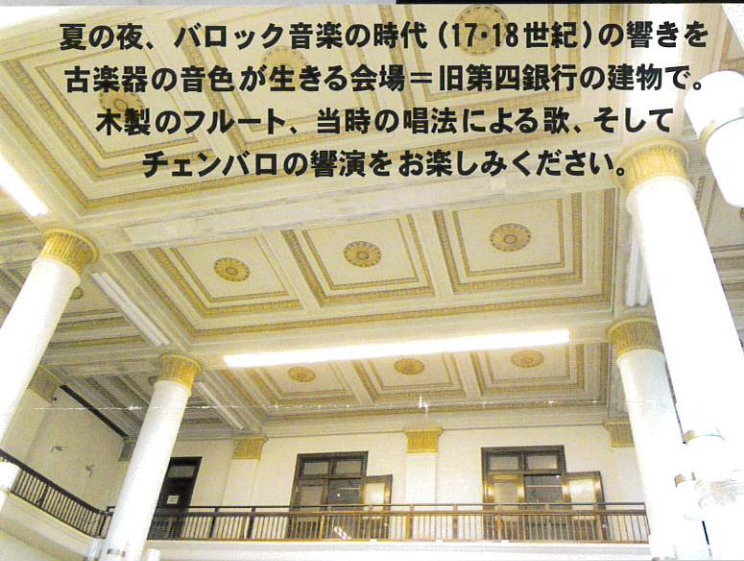 夏の夜、バロック音楽の時代(17・18世紀)の響きを
古楽器の音色が生きる会場＝旧第四銀行の建物で。
木製のフルート、当時の唱法による歌、そして
チェンバロの響演をお楽しみください。